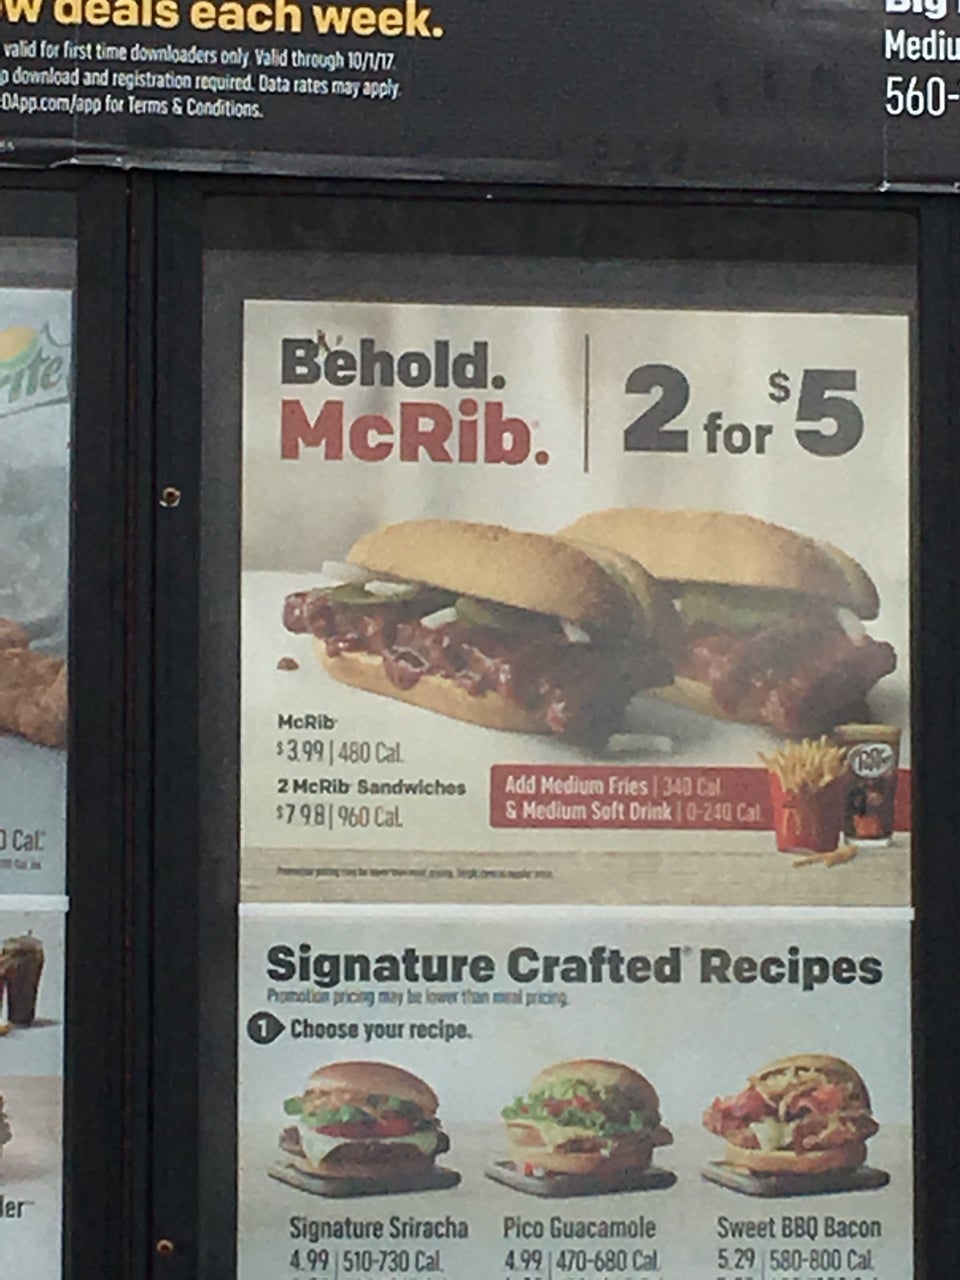 w deals each week.
valid for first time downloaders only. Valid through 10/1/17.
p download and registration required. Data rates may apply.
DApp.com/app for Terms & Conditions.
Big
Mediu
560-
Behold.
McRib.
2 for $5
McRib
$3.99 | 480 Cal.
2 McRib Sandwiches
$7.98 | 960 Cal.
Add Medium Fries | 340 Cal.
& Medium Soft Drink | 0-240 Cal.
0 Cal.
Signature Crafted® Recipes
Promotion pricing may be lower than meal pricing.
1 Choose your recipe.
Signature Sriracha
4.99 | 510-730 Cal.
Pico Guacamole
4.99 | 470-680 Cal.
Sweet BBQ Bacon
5.29 | 580-800 Cal.
der™